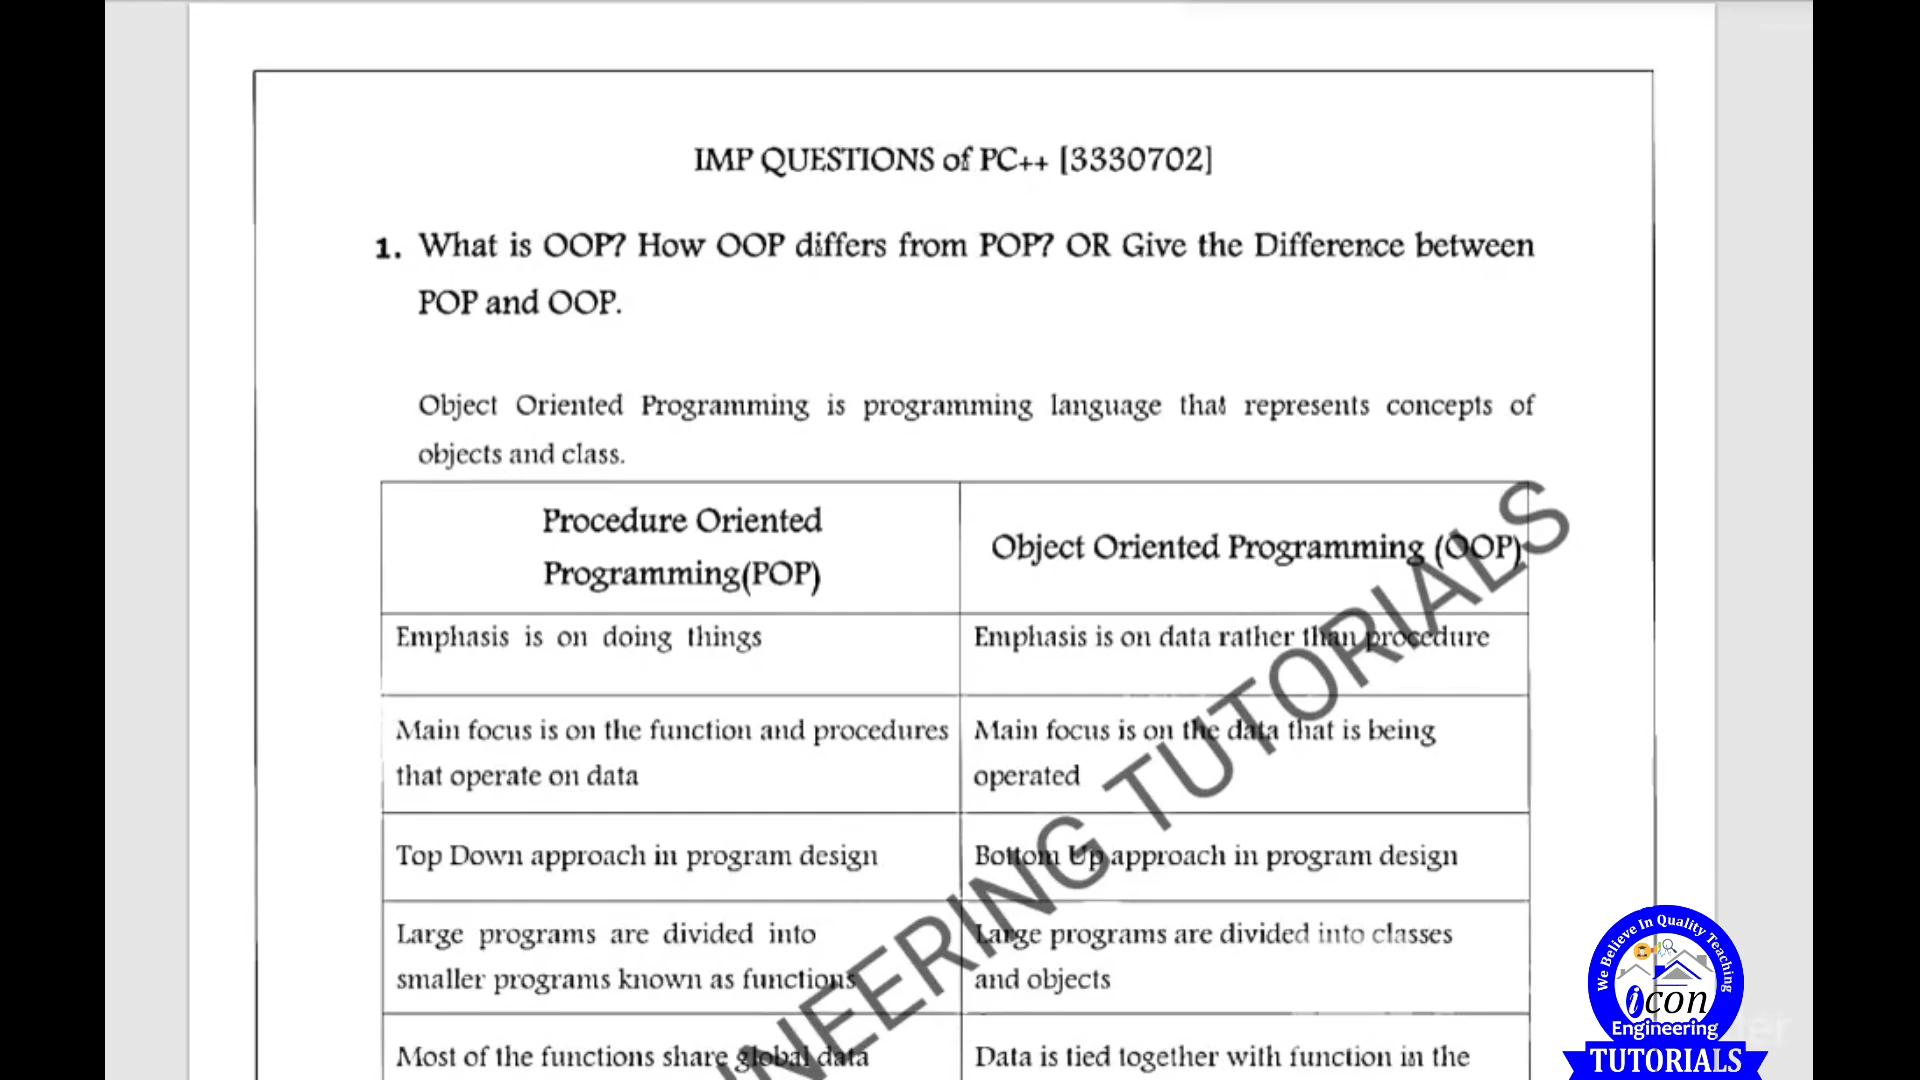 IMP QUESTIONS of PC++ [3330702]
1. What is OOP? How OOP differs from POP? OR Give the Difference between
POP and OOP.
Object Oriented Programming is programming language that represents concepts of
objects and class.
Procedure Oriented
Programming(POP)
Object Oriented Programming (OOP)
Emphasis is on doing things
Emphasis is on data rather than procedure
Main focus is on the function and procedures
that operate on data
Main focus is on the data that is being
operated
Top Down approach in program design
Bottom Up approach in program design
Large programs are divided into
smaller programs known as functions
Large programs are divided into classes
and objects
Most of the functions share global data
Data is tied together with function in the
NEERING TUTORIALS
We Believe In Quality Teaching
icon
Engineering
TUTORIALS